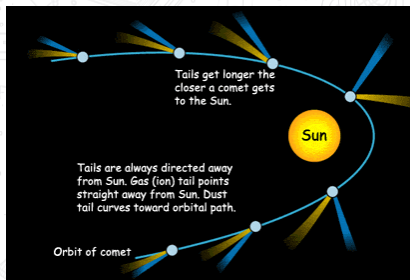 Tails get longer the
closer a comet gets
to the Sun.
Sun
Tails are always directed away
from Sun. Gas (ion) tail points
straight away from Sun. Dust
tail curves toward orbital path.
Orbit of comet